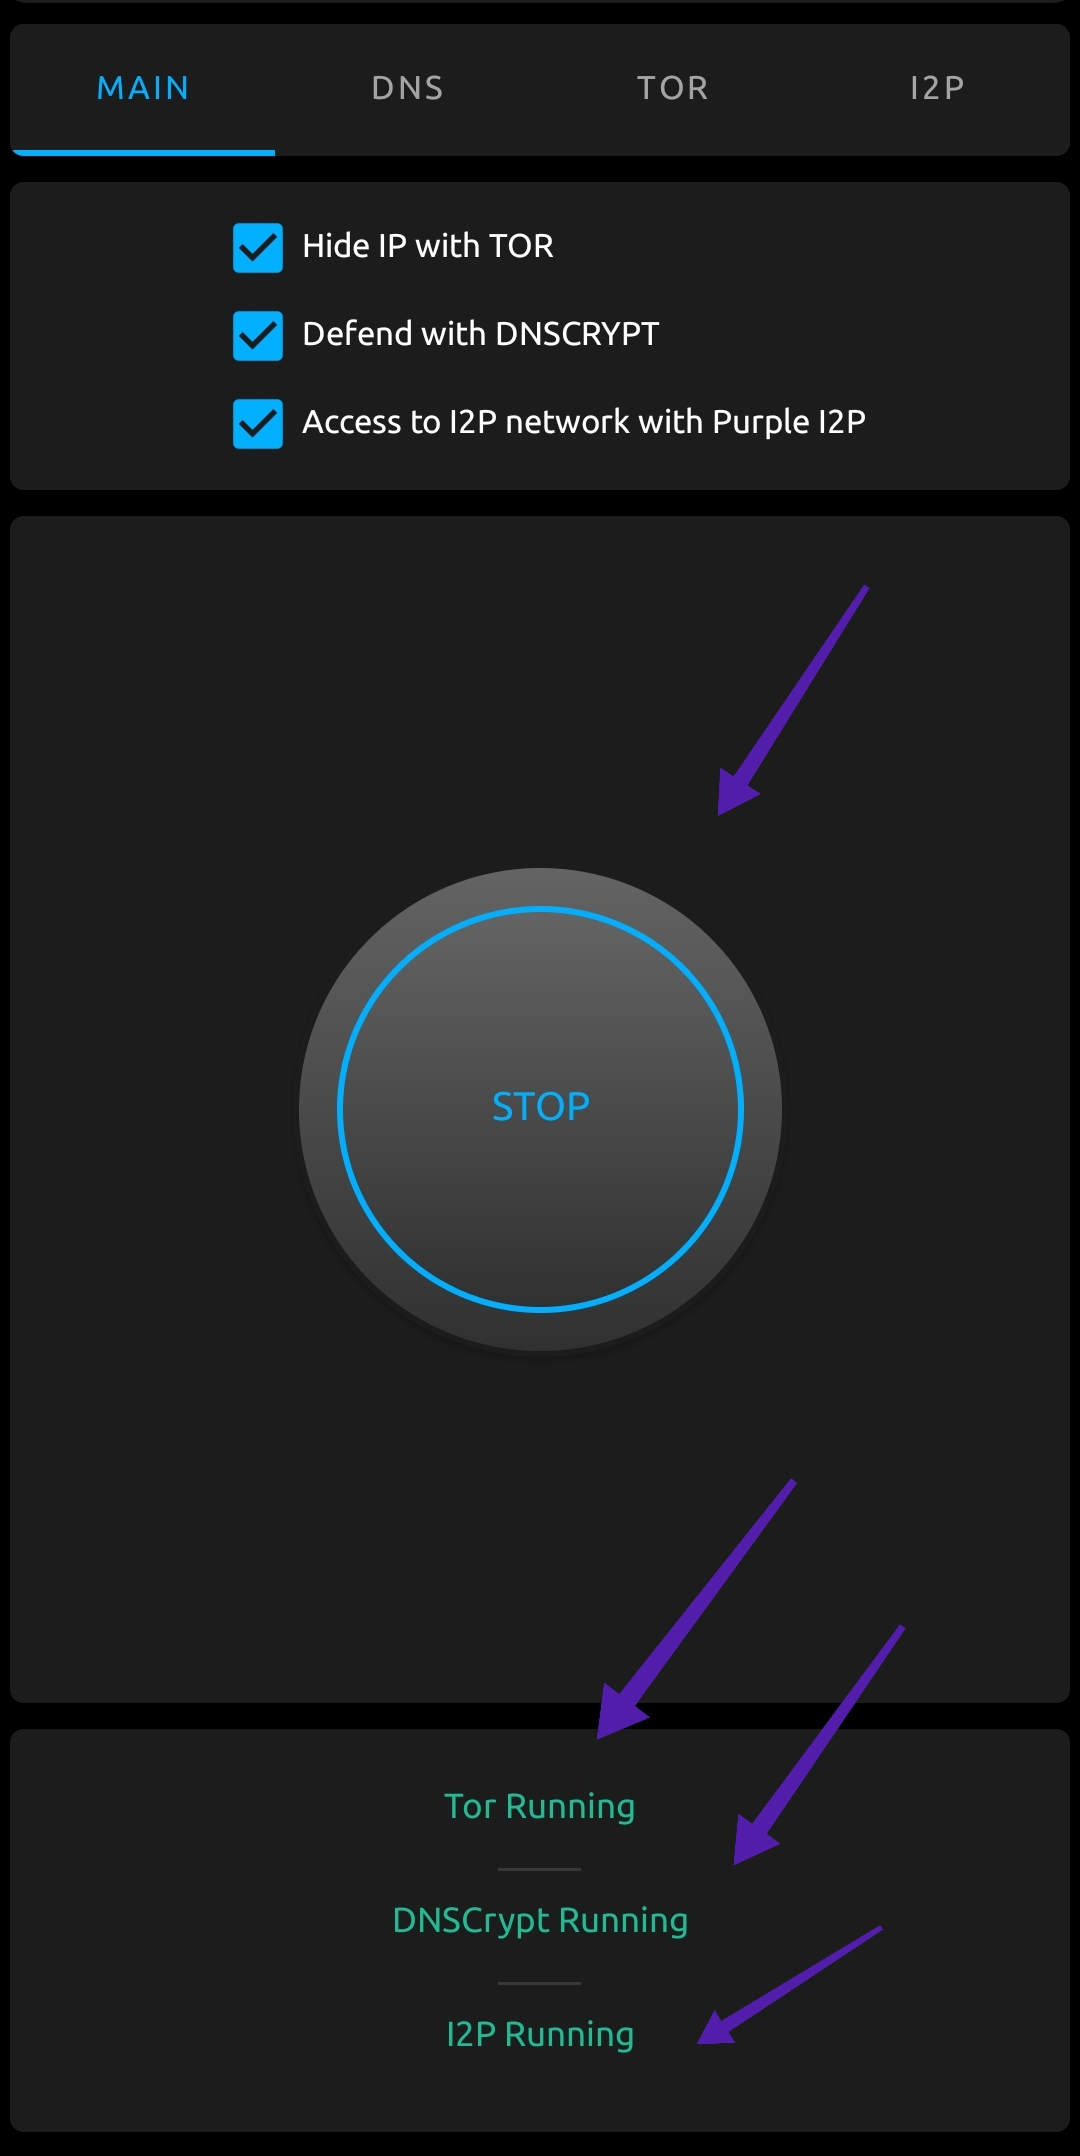 MAIN DNS TOR I2P
Hide IP with TOR
Defend with DNSCRYPT
Access to I2P network with Purple I2P
STOP
Tor Running
DNSCrypt Running
I2P Running